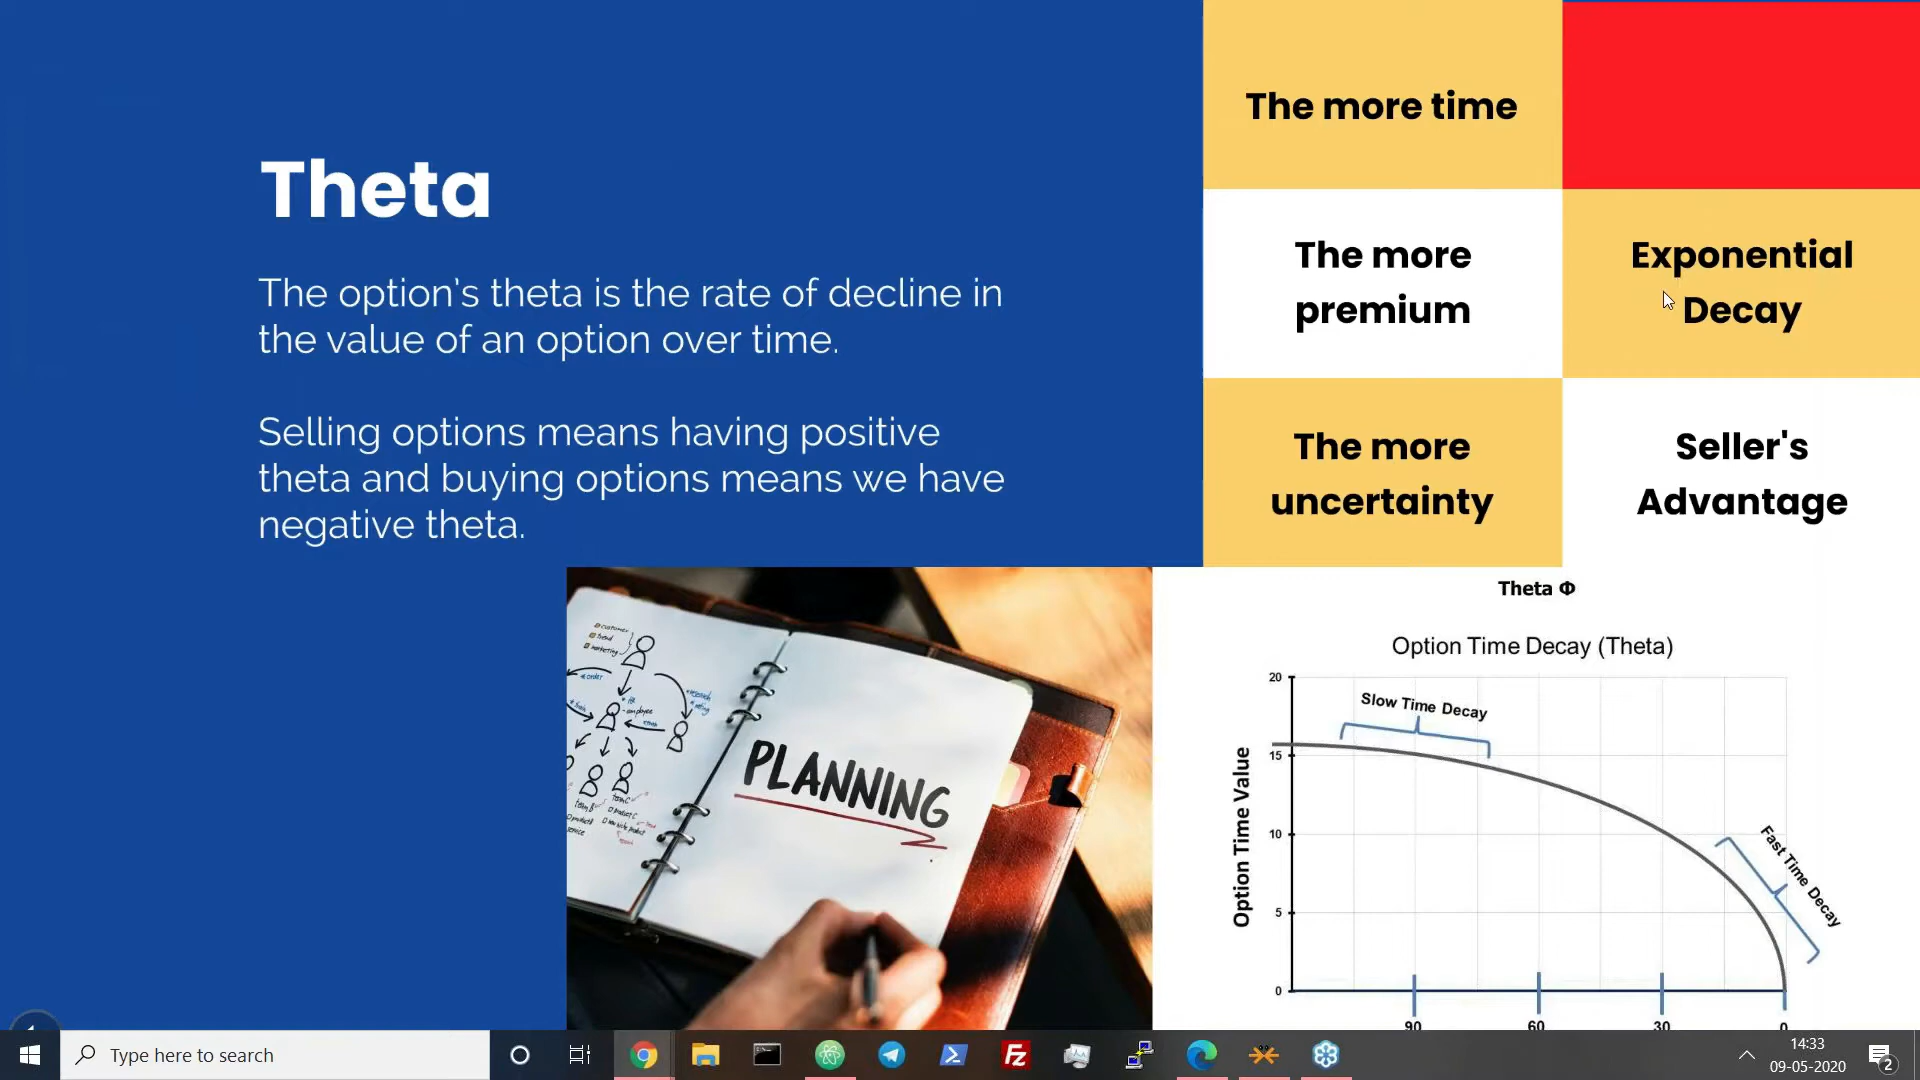 Theta
The option's theta is the rate of decline in
the value of an option over time.
Selling options means having positive
theta and buying options means we have
negative theta.
The more time
The more
premium
Exponential
Decay
The more
uncertainty
Seller's
Advantage
PLANNING
Theta Φ
Option Time Decay (Theta)
Slow Time Decay
Fast Time Decay
Option Time Value
20
15
10
5
0
90
60
30
0
Type here to search
14:33
09-05-2020
2